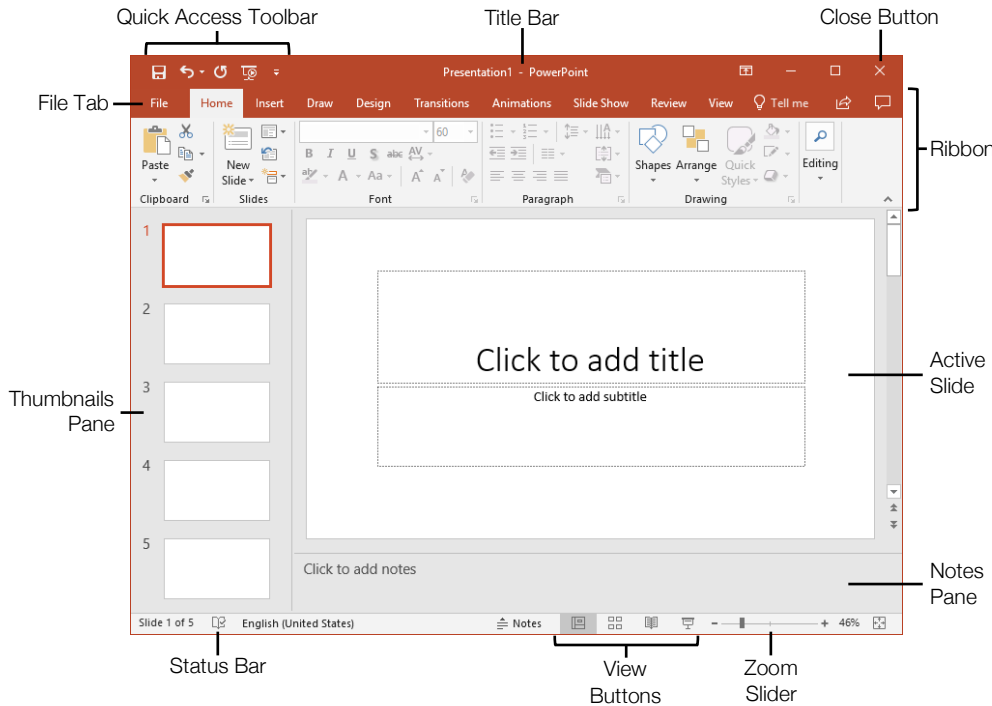 Quick Access Toolbar
Title Bar
Close Button
Presentation1 - PowerPoint
File Tab
File Home Insert Draw Design Transitions Animations Slide Show Review View Tell me
Ribbon
60
B I U S abc AV
Aa A A
Paste
New
Slide
Shapes Arrange Quick
Styles
Editing
Clipboard Slides Font Paragraph Drawing
1
2
3
4
5
Thumbnails
Pane
Click to add title
Click to add subtitle
Active
Slide
Click to add notes
Notes
Pane
Slide 1 of 5 English (United States) Notes - + 46%
Status Bar
View
Buttons
Zoom
Slider